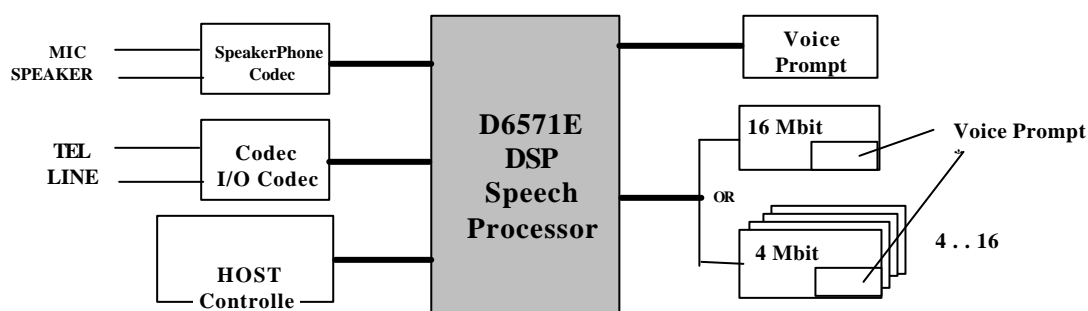 MIC
SPEAKER
SpeakerPhone
Codec
TEL
LINE
Codec
I/O Codec
HOST
Controlle
D6571E
DSP
Speech
Processor
Voice
Prompt
16 Mbit
Voice Prompt
OR
4 Mbit
4 . . 16